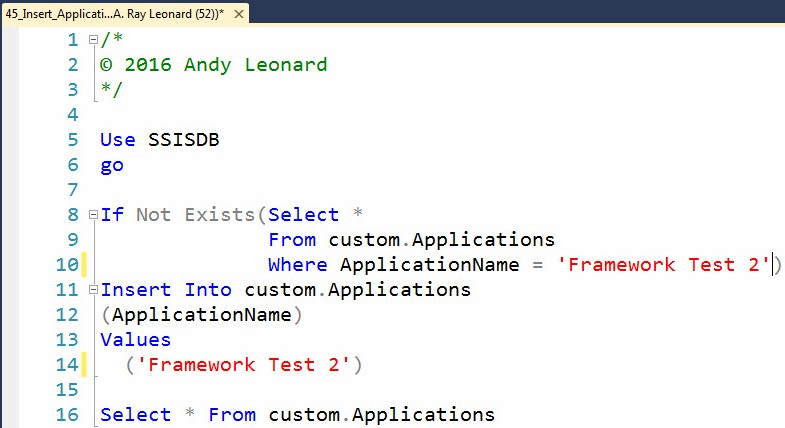 45_Insert_Applicati...A. Ray Leonard (52))* ×
1 /*
2 © 2016 Andy Leonard
3 */
4
5 Use SSISDB
6 go
7
8 If Not Exists(Select *
9 From custom.Applications
10 Where ApplicationName = 'Framework Test 2')
11 Insert Into custom.Applications
12 (ApplicationName)
13 Values
14 ('Framework Test 2')
15
16 Select * From custom.Applications